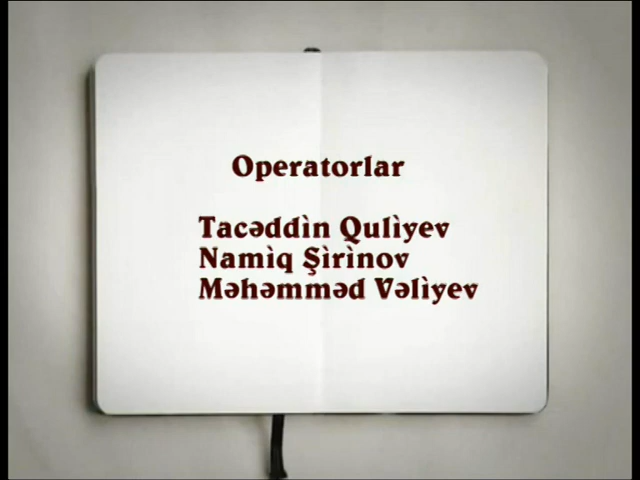 Operatorlar
Tacəddin Quliyev
Namiq Şirinov
Məhəmməd Vəliyev